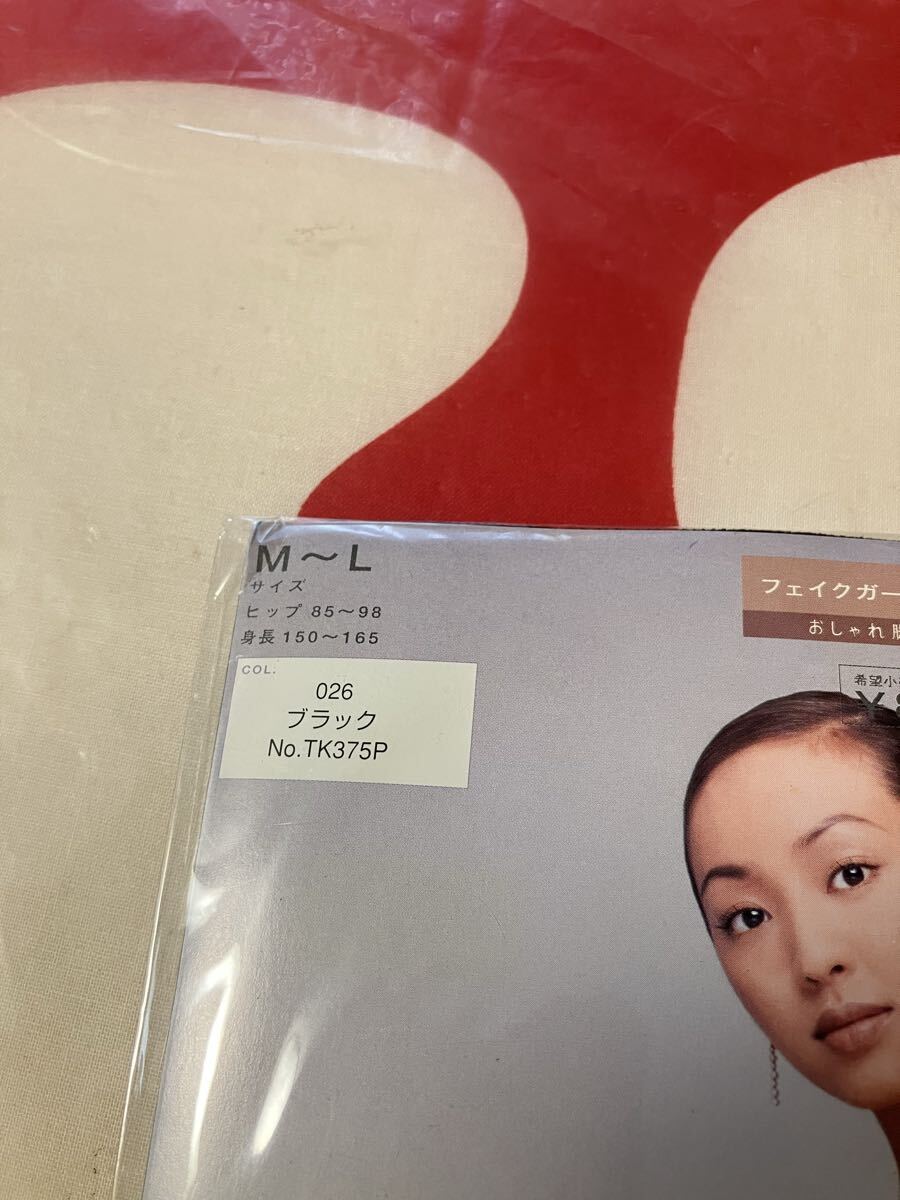 M〜L
サイズ
ヒップ 85〜98
身長 150〜165
COL.
026
ブラック
No.TK375P
フェイクガー
おしゃれ
希望小
¥